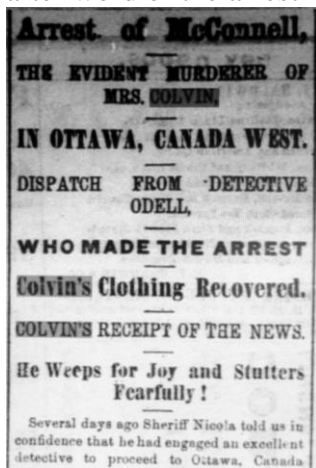 Arrest of McConnell,
THE EVIDENT MURDERER OF
MRS. COLVIN,
IN OTTAWA, CANADA WEST.
DISPATCH FROM DETECTIVE
ODELL,
WHO MADE THE ARREST
Colvin's Clothing Recovered.
COLVIN'S RECEIPT OF THE NEWS.
He Weeps for Joy and Stutters
Fearfully !
Several days ago Sheriff Nicola told us in
confidence that he had engaged an excellent
detective to proceed to Ottawa, Canada